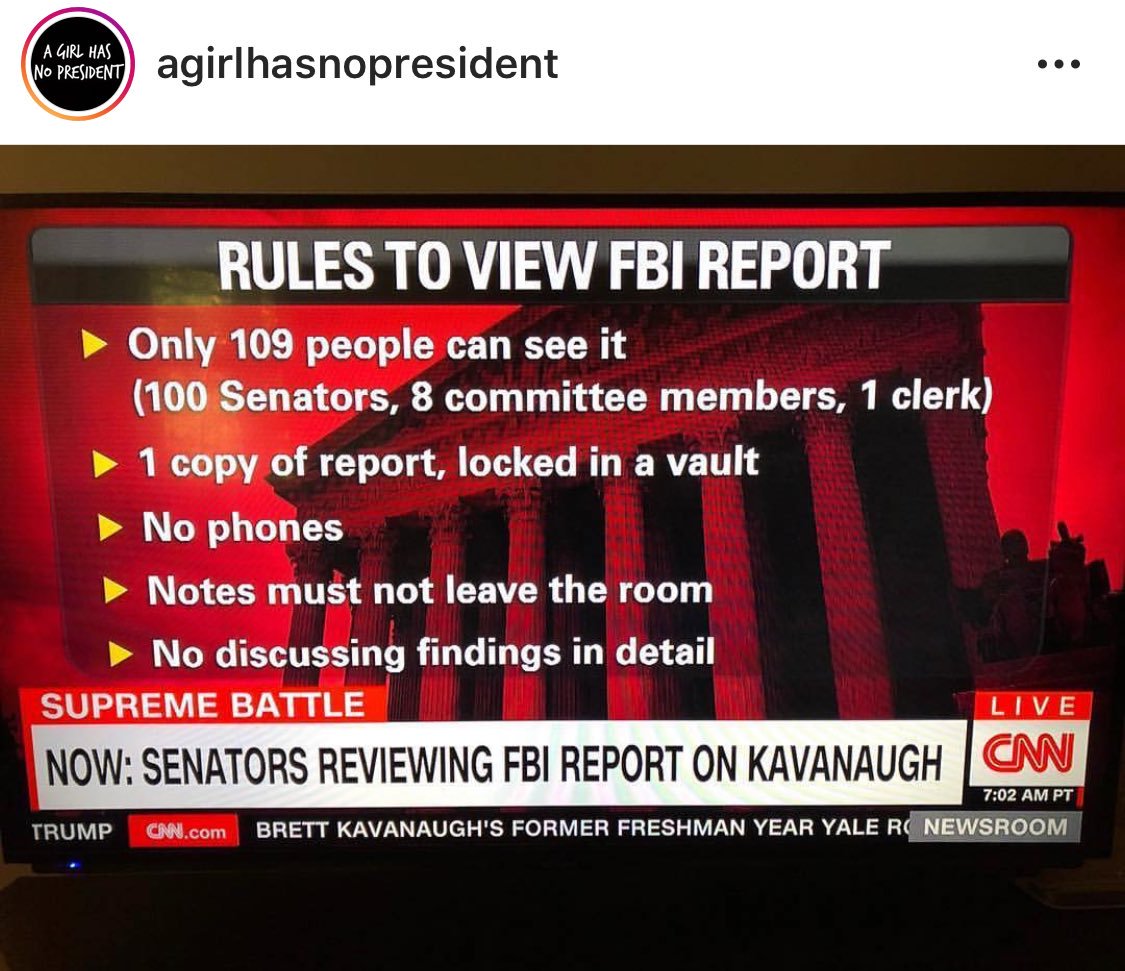 A GIRL HAS
NO PRESIDENT
agirlhasnopresident
RULES TO VIEW FBI REPORT
Only 109 people can see it
(100 Senators, 8 committee members, 1 clerk)
1 copy of report, locked in a vault
No phones
Notes must not leave the room
No discussing findings in detail
SUPREME BATTLE
LIVE
NOW: SENATORS REVIEWING FBI REPORT ON KAVANAUGH
CNN
7:02 AM PT
TRUMP
CNN.com
BRETT KAVANAUGH'S FORMER FRESHMAN YEAR YALE
NEWSROOM